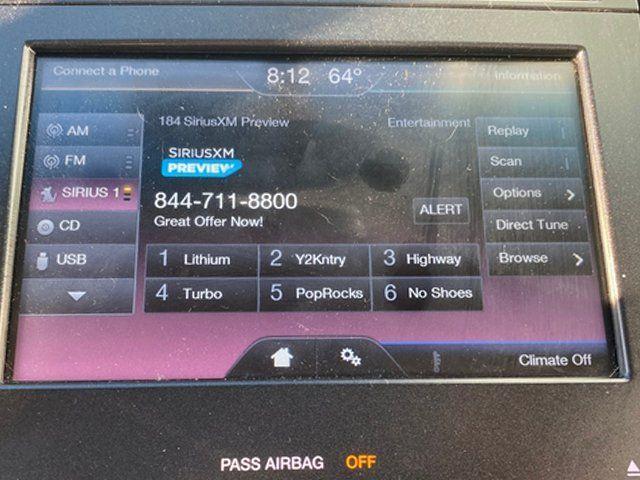 Connect a Phone 8:12 64° Information
184 SiriusXM Preview Entertainment
AM
FM
SIRIUS 1
CD
USB
SIRIUSXM
PREVIEW
844-711-8800
Great Offer Now!
ALERT
1 Lithium 2 Y2Kntry 3 Highway
4 Turbo 5 PopRocks 6 No Shoes
Replay
Scan
Options >
Direct Tune
Browse >
Climate Off
PASS AIRBAG OFF